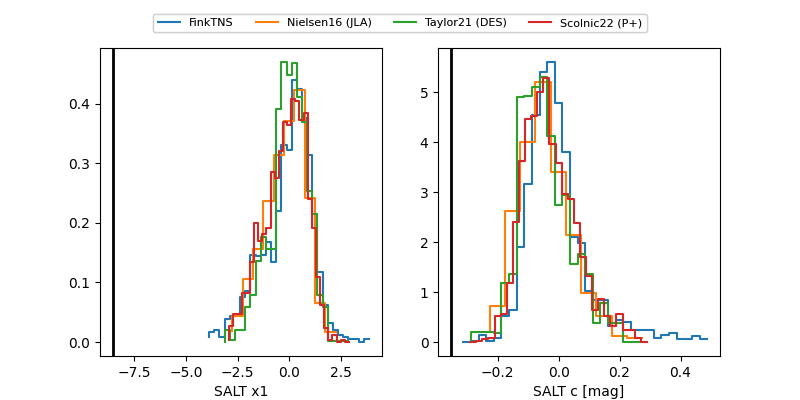 FinkTNS Nielsen16 (JLA) Taylor21 (DES) Scolnic22 (P+)
0.4
0.3
0.2
0.1
0.0
−7.5 −5.0 −2.5 0.0 2.5
SALT x1
5
4
3
2
1
0
−0.2 0.0 0.2 0.4
SALT c [mag]